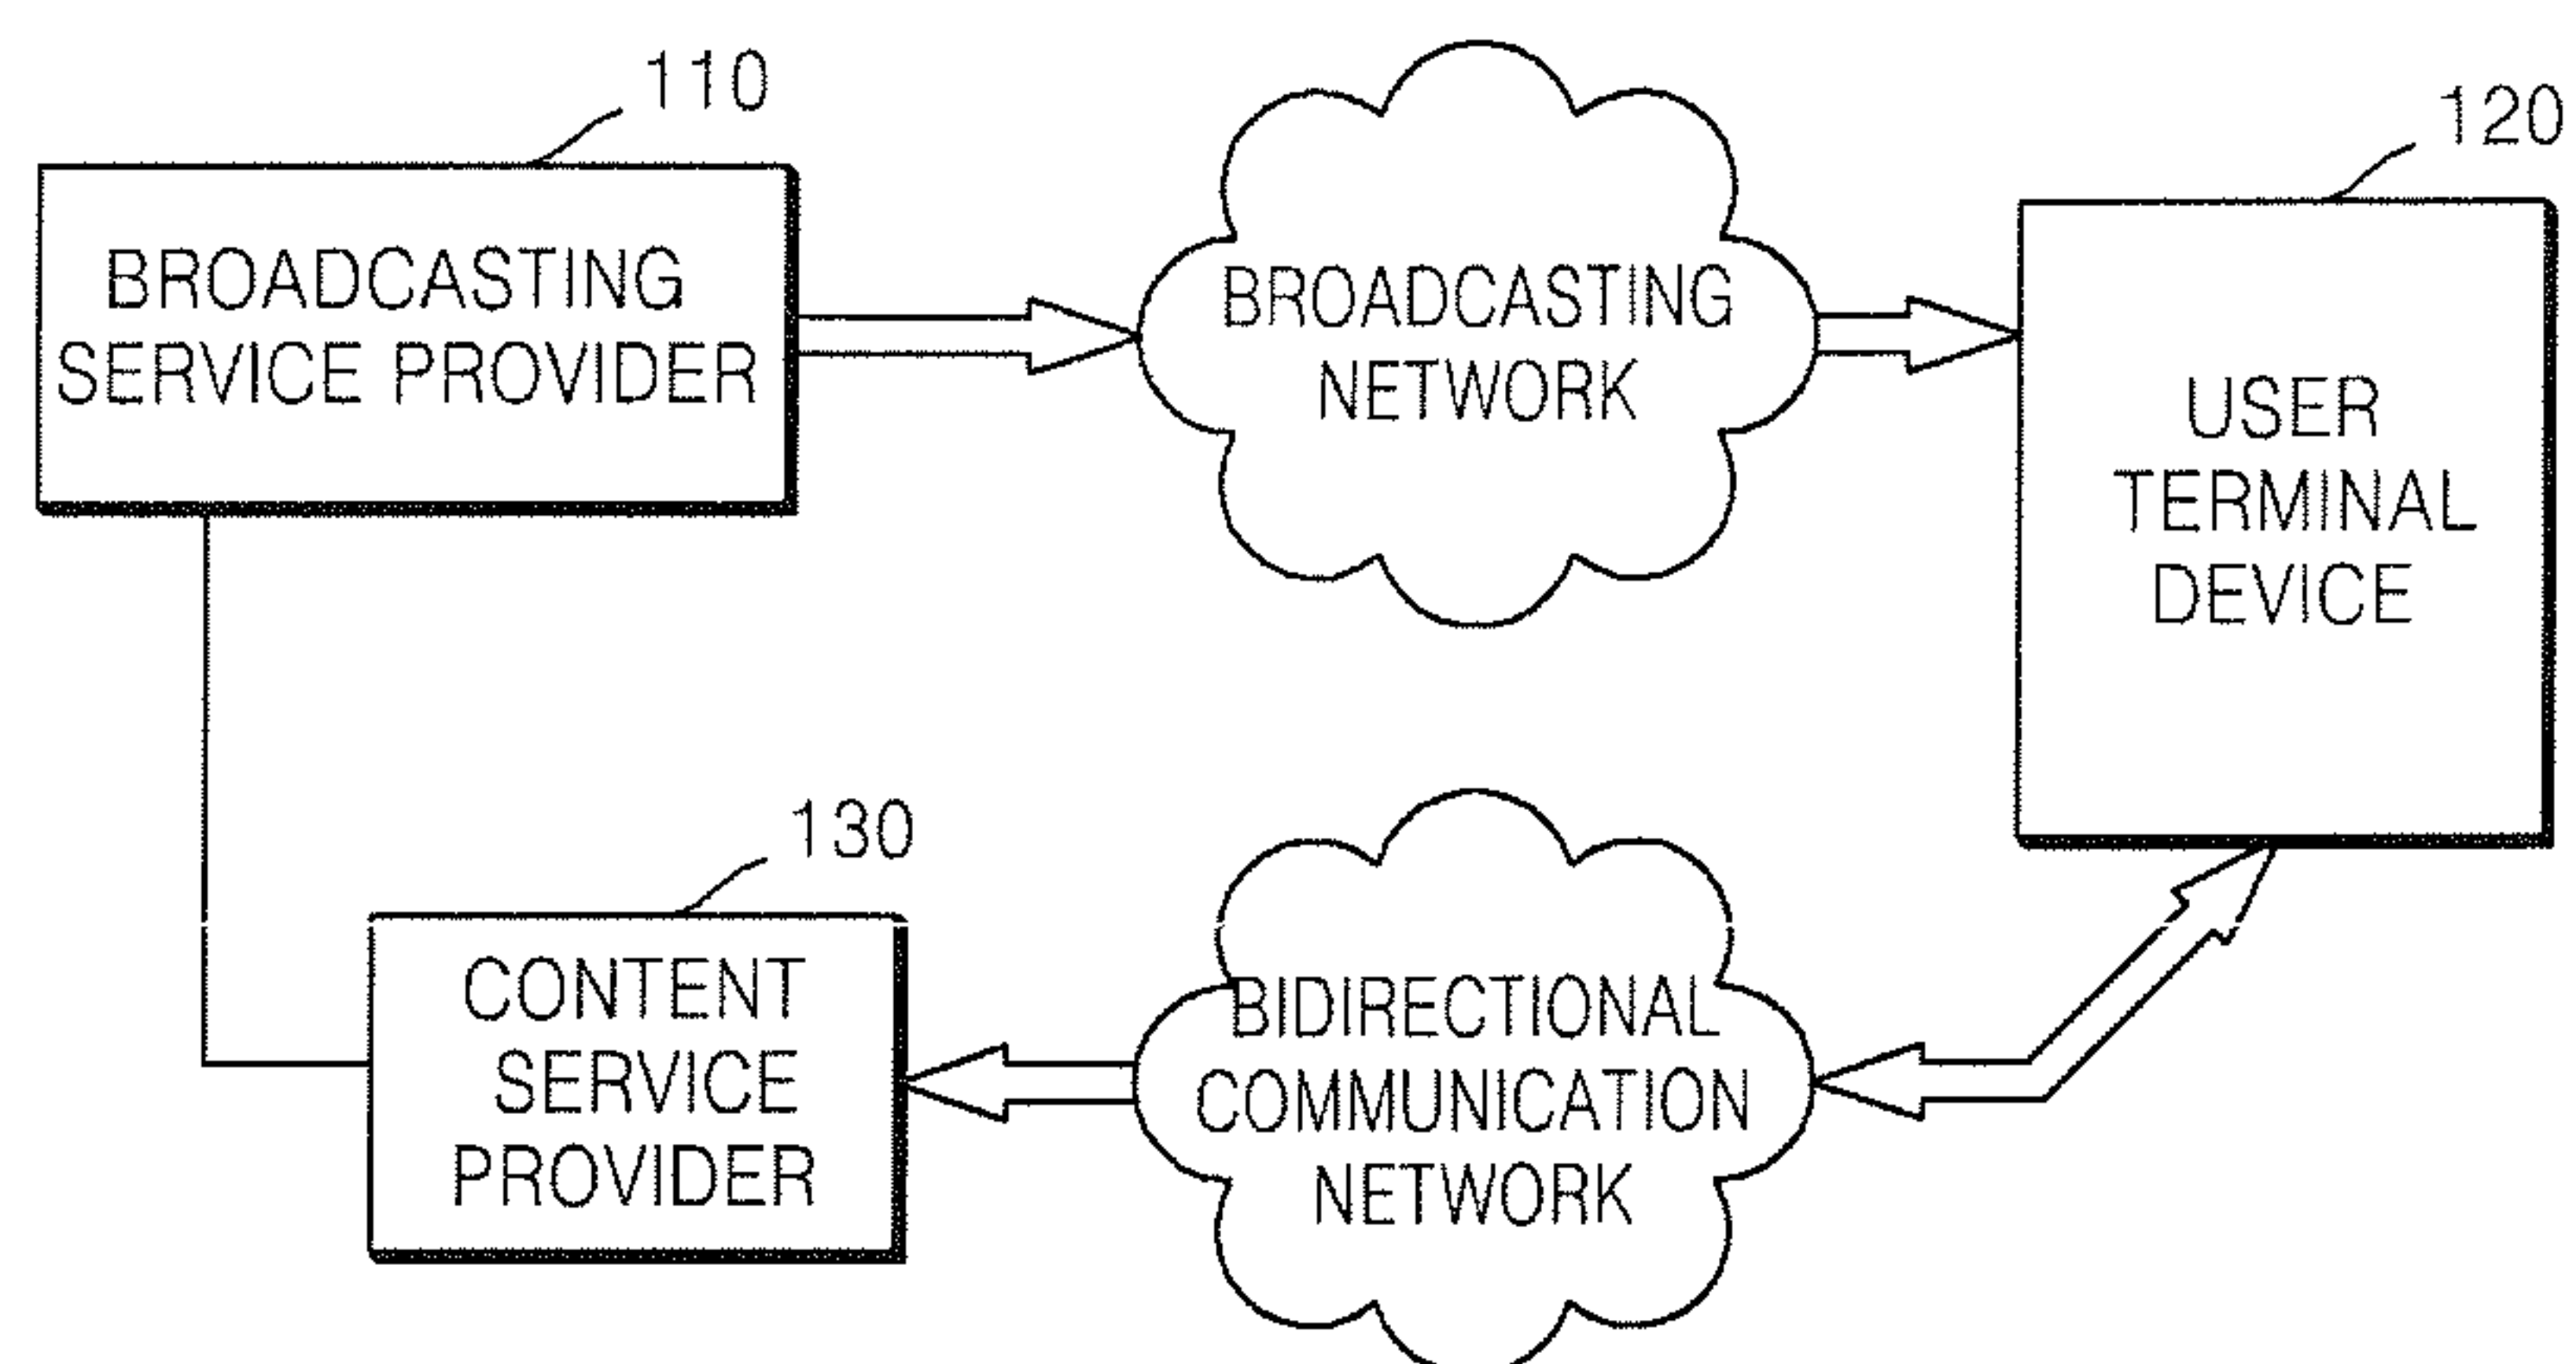 110
BROADCASTING
SERVICE PROVIDER
BROADCASTING
NETWORK
120
USER
TERMINAL
DEVICE
130
CONTENT
SERVICE
PROVIDER
BIDIRECTIONAL
COMMUNICATION
NETWORK